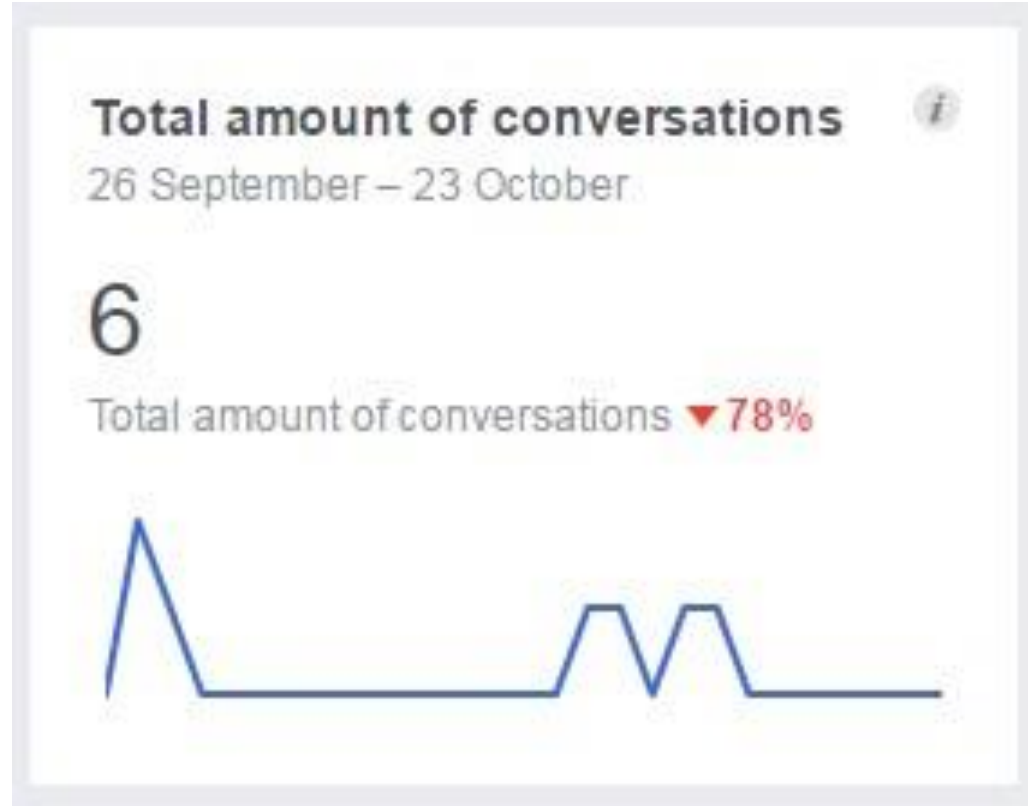 Total amount of conversations i
26 September – 23 October
6
Total amount of conversations ▼78%